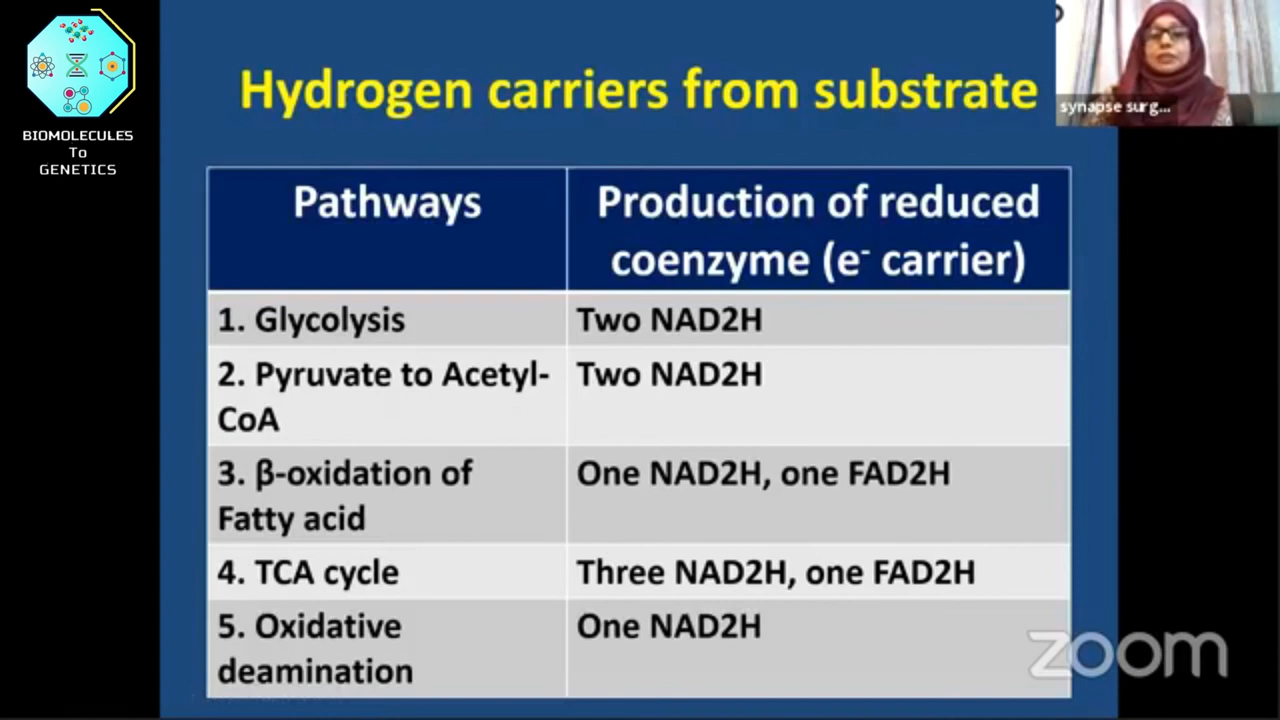 BIOMOLECULES
To
GENETICS
Hydrogen carriers from substrate
synapse surg...
Pathways
Production of reduced
coenzyme (e⁻ carrier)
1. Glycolysis
Two NAD2H
2. Pyruvate to Acetyl-
CoA
Two NAD2H
3. β-oxidation of
Fatty acid
One NAD2H, one FAD2H
4. TCA cycle
Three NAD2H, one FAD2H
5. Oxidative
deamination
One NAD2H
zoom